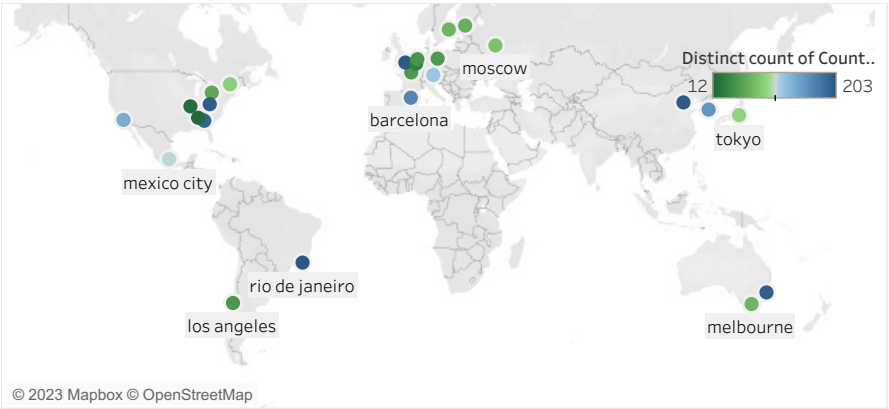 moscow
Distinct count of Count..
12
203
barcelona
tokyo
mexico city
rio de janeiro
los angeles
melbourne
© 2023 Mapbox © OpenStreetMap